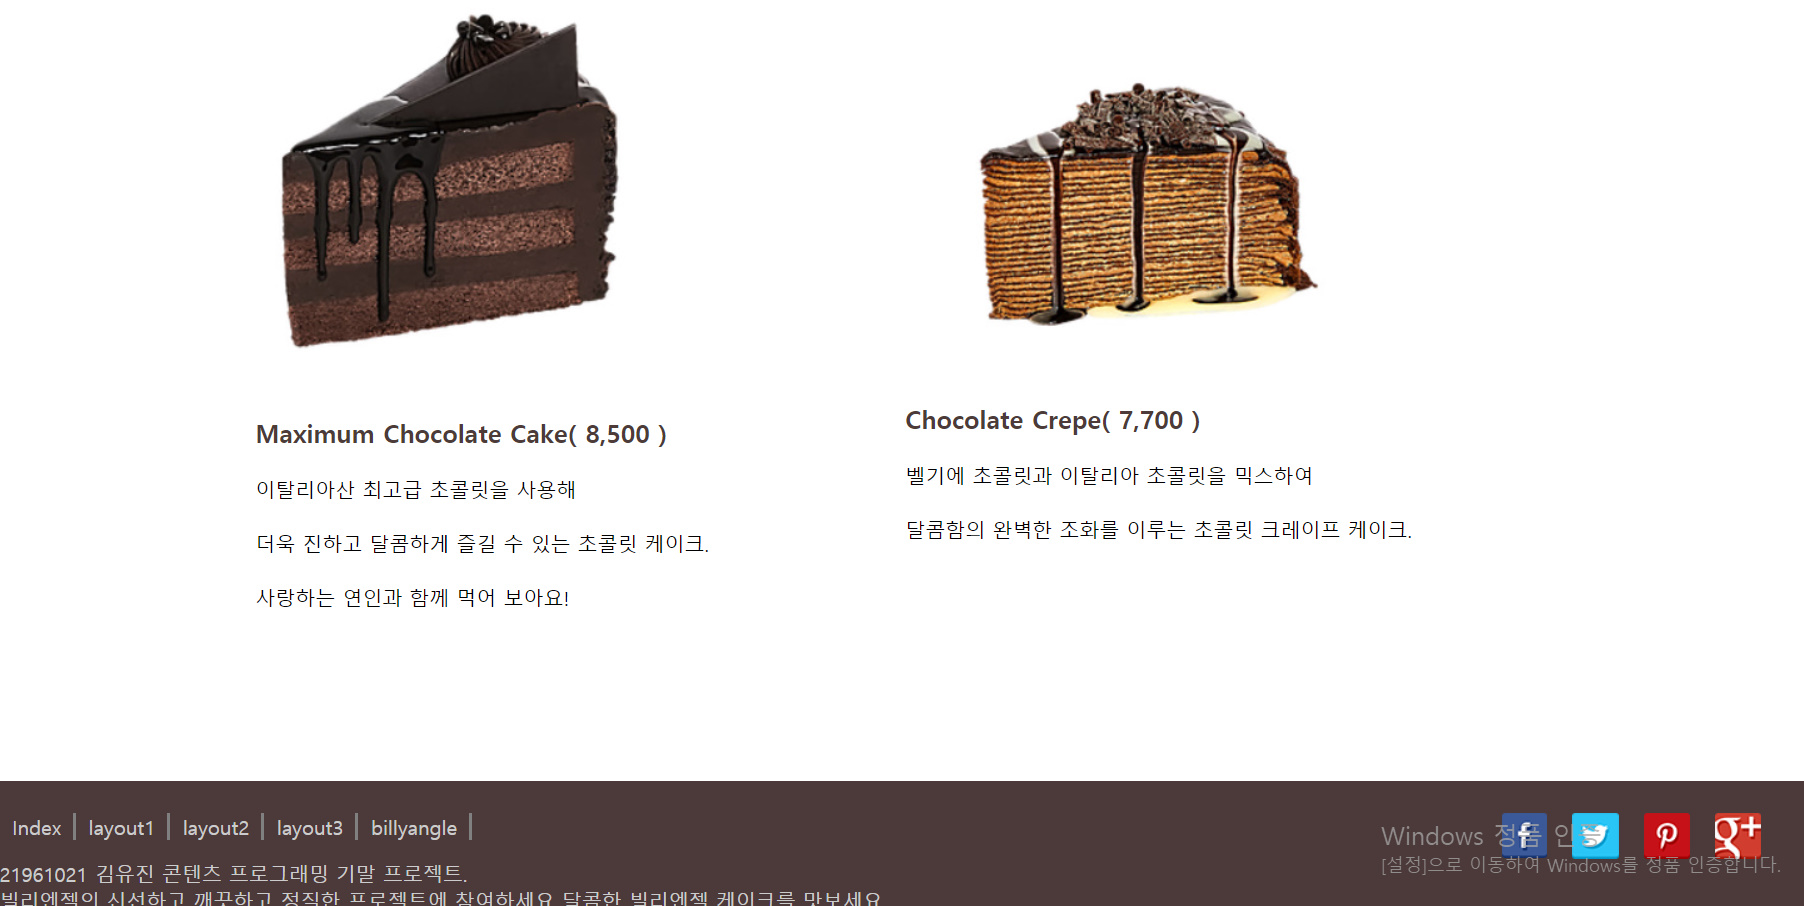 Maximum Chocolate Cake( 8,500 )
이탈리아산 최고급 초콜릿을 사용해
더욱 진하고 달콤하게 즐길 수 있는 초콜릿 케이크.
사랑하는 연인과 함께 먹어 보아요!
Chocolate Crepe( 7,700 )
벨기에 초콜릿과 이탈리아 초콜릿을 믹스하여
달콤함의 완벽한 조화를 이루는 초콜릿 크레이프 케이크.
Index | layout1 | layout2 | layout3 | billyangle |
21961021 김유진 콘텐츠 프로그래밍 기말 프로젝트.
빌리엔젤의 신선하고 깨끗하고 정직한 프로젝트에 참여하세요 달콤한 빌리엔젤 케이크를 맛보세요
Windows 정품 인증
[설정]으로 이동하여 Windows를 정품 인증합니다.
f
g+